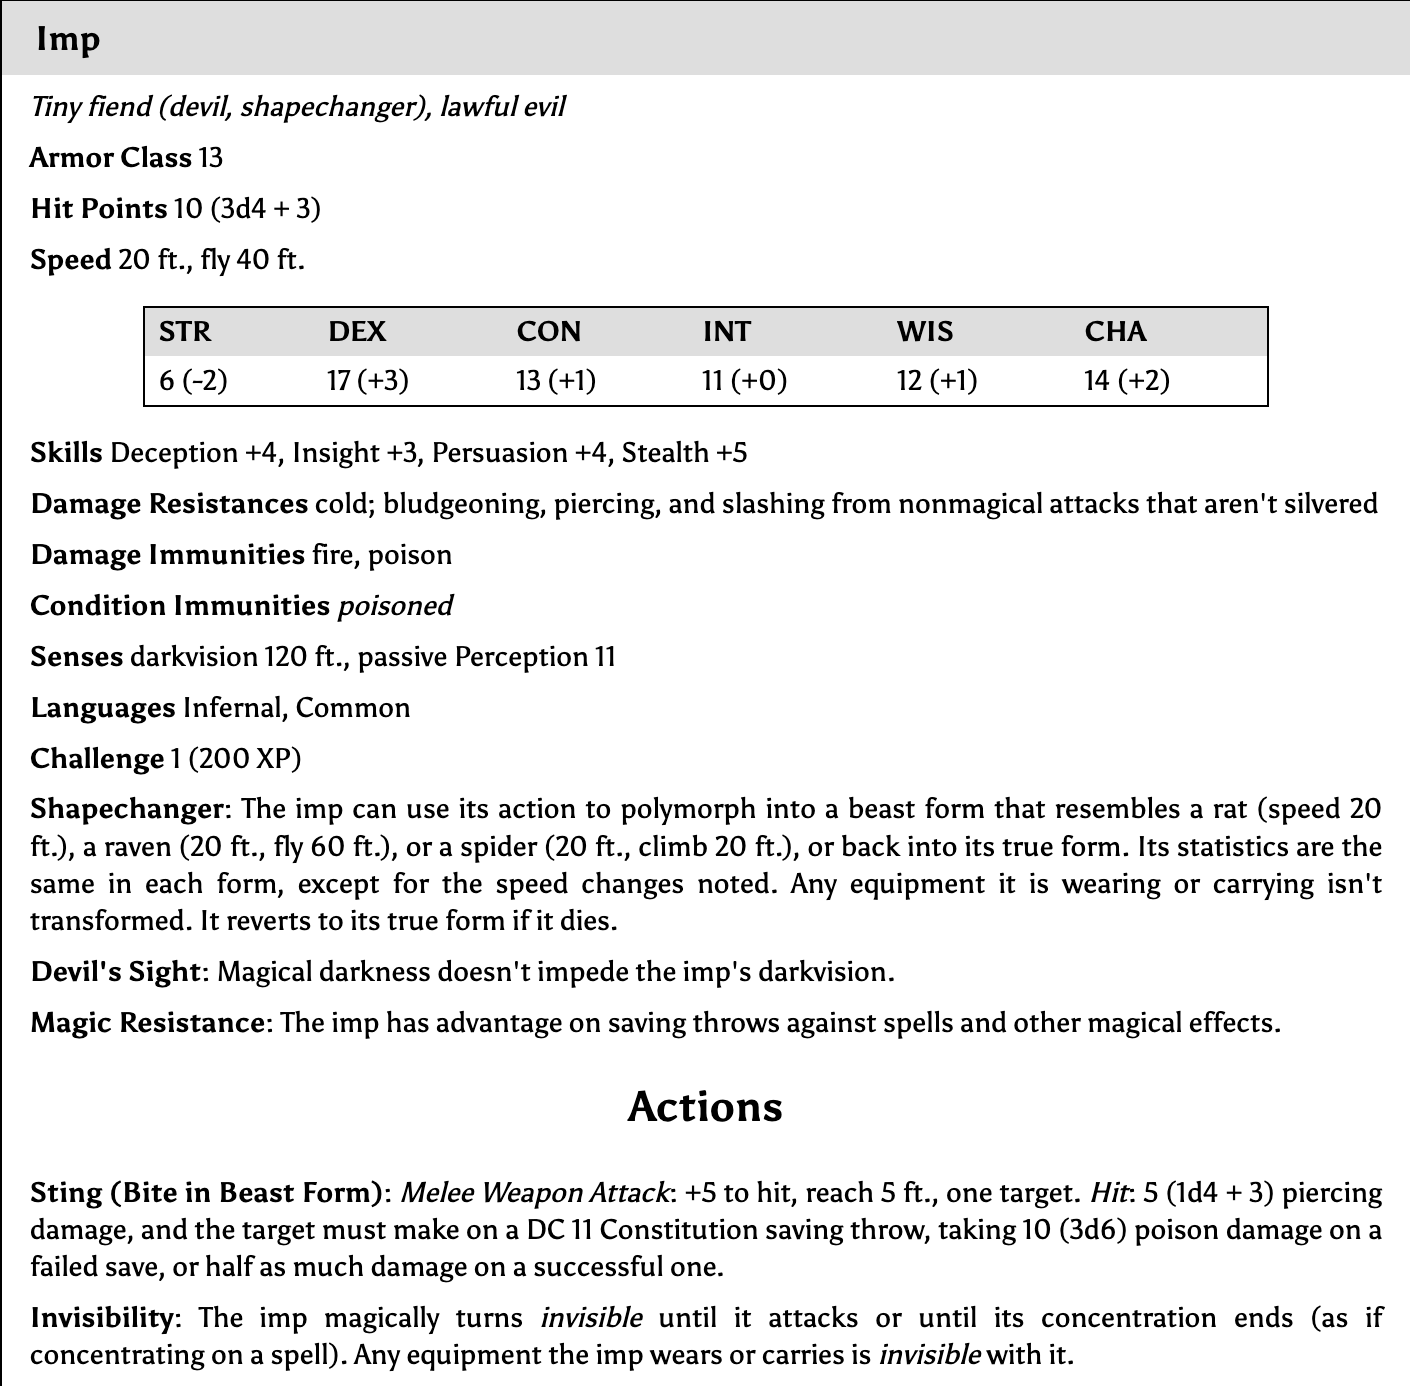 Imp
Tiny fiend (devil, shapechanger), lawful evil
Armor Class 13
Hit Points 10 (3d4 + 3)
Speed 20 ft., fly 40 ft.
STR DEX CON INT WIS CHA
6 (-2) 17 (+3) 13 (+1) 11 (+0) 12 (+1) 14 (+2)
Skills Deception +4, Insight +3, Persuasion +4, Stealth +5
Damage Resistances cold; bludgeoning, piercing, and slashing from nonmagical attacks that aren't silvered
Damage Immunities fire, poison
Condition Immunities poisoned
Senses darkvision 120 ft., passive Perception 11
Languages Infernal, Common
Challenge 1 (200 XP)
Shapechanger: The imp can use its action to polymorph into a beast form that resembles a rat (speed 20
ft.), a raven (20 ft., fly 60 ft.), or a spider (20 ft., climb 20 ft.), or back into its true form. Its statistics are the
same in each form, except for the speed changes noted. Any equipment it is wearing or carrying isn't
transformed. It reverts to its true form if it dies.
Devil's Sight: Magical darkness doesn't impede the imp's darkvision.
Magic Resistance: The imp has advantage on saving throws against spells and other magical effects.
Actions
Sting (Bite in Beast Form): Melee Weapon Attack: +5 to hit, reach 5 ft., one target. Hit: 5 (1d4 + 3) piercing
damage, and the target must make on a DC 11 Constitution saving throw, taking 10 (3d6) poison damage on a
failed save, or half as much damage on a successful one.
Invisibility: The imp magically turns invisible until it attacks or until its concentration ends (as if
concentrating on a spell). Any equipment the imp wears or carries is invisible with it.